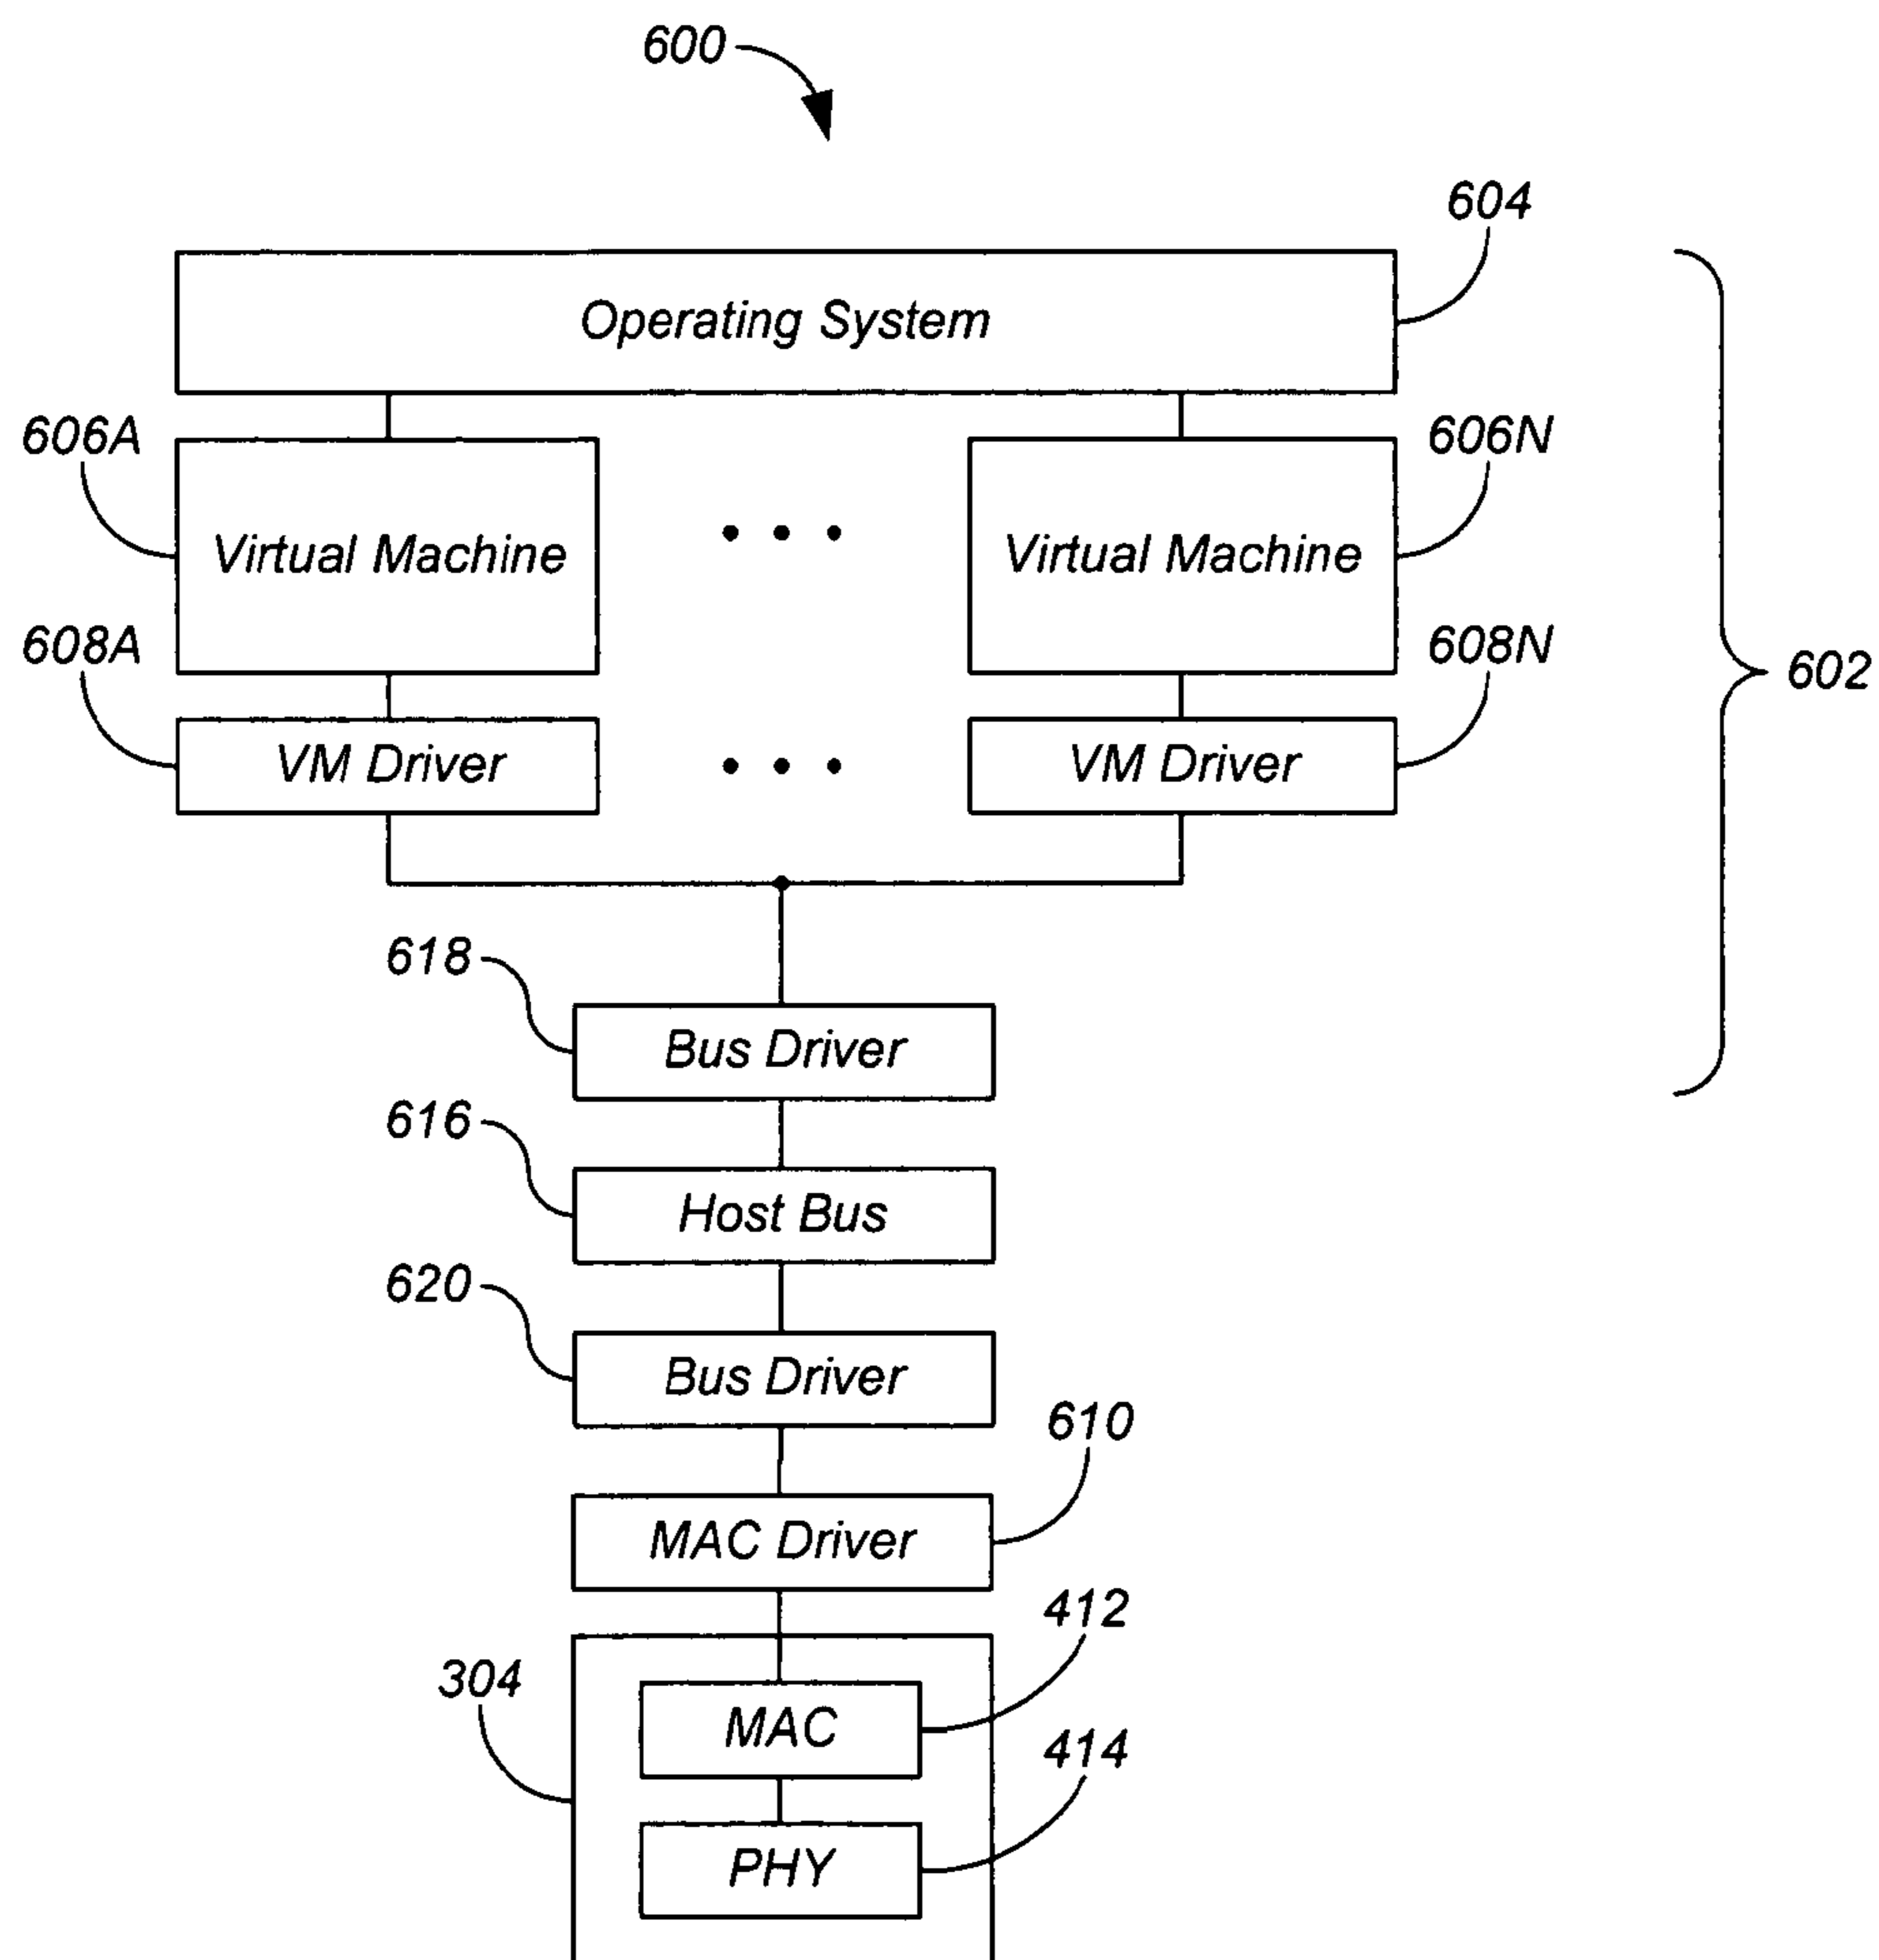 600
604
Operating System
606A
606N
Virtual Machine
Virtual Machine
608A
608N
602
VM Driver
VM Driver
618
Bus Driver
616
Host Bus
620
Bus Driver
610
MAC Driver
412
304
MAC
414
PHY